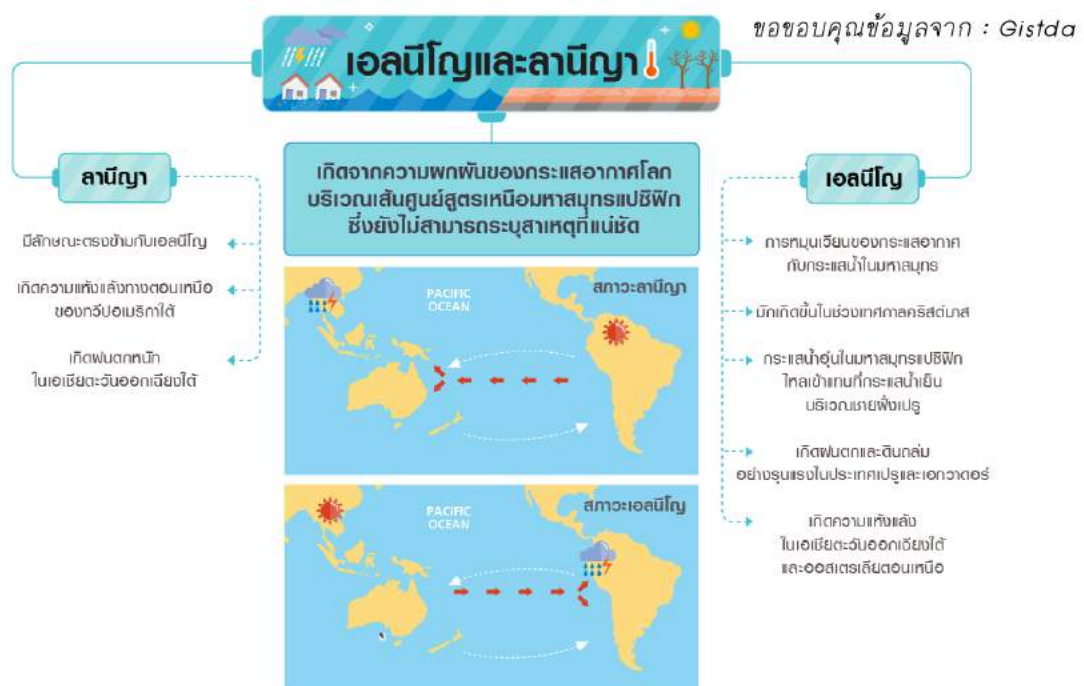 ขอขอบคุณข้อมูลจาก : Gistda
เอลนีโญและลานีญา
เกิดจากความผกผันของกระแสอากาศโลก
บริเวณเส้นศูนย์สูตรเหนือมหาสมุทรแปซิฟิก
ซึ่งยังไม่สามารถระบุสาเหตุที่แน่ชัด
ลานีญา
มีลักษณะตรงข้ามกับเอลนีโญ
เกิดความแห้งแล้งทางตอนเหนือ
ของทวีปอเมริกาใต้
เกิดฝนตกหนัก
ในเอเชียตะวันออกเฉียงใต้
PACIFIC
OCEAN
สภาวะลานีญา
PACIFIC
OCEAN
สภาวะเอลนีโญ
เอลนีโญ
การหมุนเวียนของกระแสอากาศ
กับกระแสน้ำในมหาสมุทร
มักเกิดขึ้นในช่วงเทศกาลคริสต์มาส
กระแสน้ำอุ่นในมหาสมุทรแปซิฟิก
ไหลเข้าแทนที่กระแสน้ำเย็น
บริเวณชายฝั่งเปรู
เกิดฝนตกและดินถล่ม
อย่างรุนแรงในประเทศเปรูและเอกวาดอร์
เกิดความแห้งแล้ง
ในเอเชียตะวันออกเฉียงใต้
และออสเตรเลียตอนเหนือ